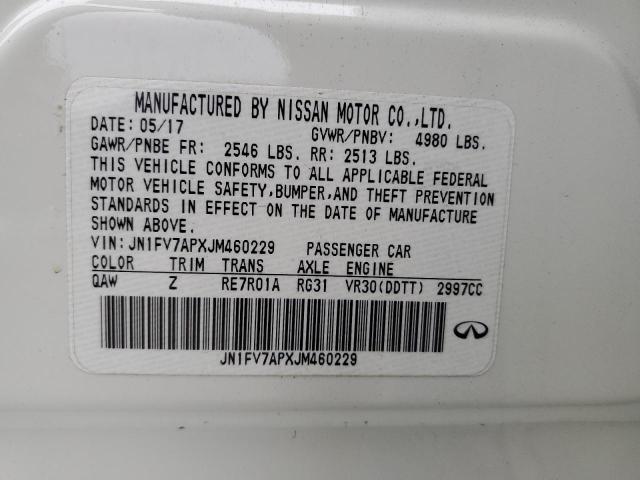 MANUFACTURED BY NISSAN MOTOR CO.,LTD.
DATE: 05/17 GVWR/PNBV: 4980 LBS.
GAWR/PNBE FR: 2546 LBS. RR: 2513 LBS.
THIS VEHICLE CONFORMS TO ALL APPLICABLE FEDERAL
MOTOR VEHICLE SAFETY,BUMPER,AND THEFT PREVENTION
STANDARDS IN EFFECT ON THE DATE OF MANUFACTURE
SHOWN ABOVE.
VIN:JN1FV7APXJM460229 PASSENGER CAR
COLOR TRIM TRANS AXLE ENGINE
QAW Z RE7R01A RG31 VR30(DDTT) 2997CC
JN1FV7APXJM460229